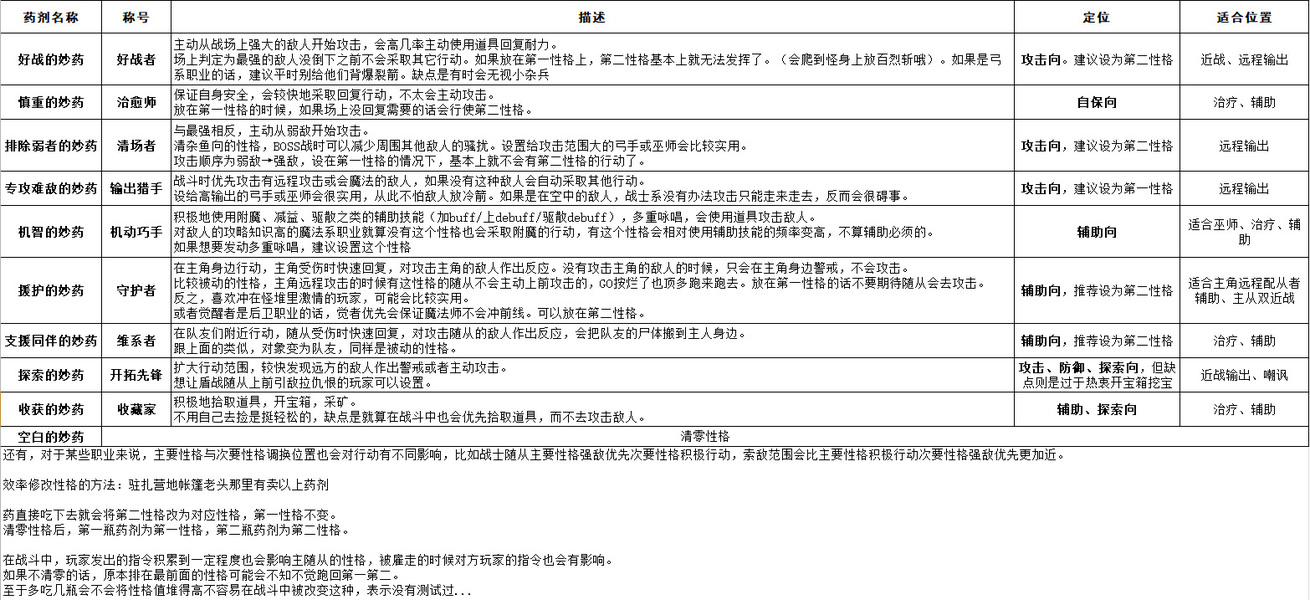 药剂名称 称号 描述 定位 适合位置
好战的妙药 好战者 主动从战场上强大的敌人开始攻击，会高几率主动使用道具回复耐力。
场上判定为最强的敌人没倒下之前不会采取其它行动。如果放在第一性格上，第二性格基本上就无法发挥了。（会爬到怪身上放百烈斩哦）。如果是弓
系职业的话，建议平时别给他们背爆裂箭。缺点是有时会无视小杂兵
攻击向。建议设为第二性格 近战、远程输出
慎重的妙药 治愈师 保证自身安全，会较快地采取回复行动，不太会主动攻击。
放在第一性格的时候，如果场上没回复需要的话会行使第二性格。
自保向 治疗、辅助
排除弱者的妙药 清场者 与最强相反，主动从弱敌开始攻击。
清杂鱼向的性格，BOSS战时可以减少周围其他敌人的骚扰。设置给攻击范围大的弓手或巫师会比较实用。
攻击顺序为弱敌→强敌，设在第一性格的情况下，基本上就不会有第二性格的行动了。
攻击向，建议设为第二性格 远程输出
专攻难敌的妙药 输出猎手 战斗时优先攻击有远程攻击或会魔法的敌人，如果没有这种敌人会自动采取其他行动。
设给高输出的弓手或巫师会很实用，从此不怕敌人放冷箭。如果是在空中的敌人，战士系没有办法攻击只能走来走去，反而会很碍事。
攻击向，建议设为第一性格 远程输出
机智的妙药 机动巧手 积极地使用附魔、减益、驱散之类的辅助技能（加buff/上debuff/驱散debuff），多重咏唱，会使用道具攻击敌人。
对敌人的攻略知识高的魔法系职业就算没有这个性格也会采取附魔的行动，有这个性格会相对使用辅助技能的频率变高，不算辅助必须的。
如果想要发动多重咏唱，建议设置这个性格
辅助向 适合巫师、治疗、辅
助
援护的妙药 守护者 在主角身边行动，主角受伤时快速回复，对攻击主角的敌人作出反应。没有攻击主角的敌人的时候，只会在主角身边警戒，不会攻击。
比较被动的性格，主角远程攻击的时候有这性格的随从不会主动上前攻击的，GO按烂了也顶多跑来跑去。放在第一性格的话不要期待随从会去攻击。
反之，喜欢冲在怪堆里激情的玩家，可能会比较实用。
或者觉醒者是后卫职业的话，觉者优先会保证魔法师不会冲前线。可以放在第二性格。
辅助向，推荐设为第二性格 适合主角远程配从者
辅助、主从双近战
支援同伴的妙药 维系者 在队友们附近行动，随从受伤时快速回复，对攻击随从的敌人作出反应，会把队友的尸体搬到主人身边。
跟上面的类似，对象变为队友，同样是被动的性格。
辅助向，推荐设为第二性格 治疗、辅助
探索的妙药 开拓先锋 扩大行动范围，较快发现远方的敌人作出警戒或者主动攻击。
想让盾战随从上前引敌拉仇恨的玩家可以设置。
攻击、防御、探索向，但缺
点则是过于热衷开宝箱挖宝
近战输出、嘲讽
收获的妙药 收藏家 积极地拾取道具，开宝箱，采矿。
不用自己去捡是挺轻松的，缺点是就算在战斗中也会优先拾取道具，而不去攻击敌人。
辅助、探索向 治疗、辅助
空白的妙药 清零性格
还有，对于某些职业来说，主要性格与次要性格调换位置也会对行动有不同影响，比如战士随从主要性格强敌优先次要性格积极行动，索敌范围会比主要性格积极行动次要性格强敌优先更加近。
效率修改性格的方法：驻扎营地帐篷老头那里有卖以上药剂
药直接吃下去就会将第二性格改为对应性格，第一性格不变。
清零性格后，第一瓶药剂为第一性格，第二瓶药剂为第二性格。
在战斗中，玩家发出的指令积累到一定程度也会影响主随从的性格，被雇走的时候对方玩家的指令也会有影响。
如果不清零的话，原本排在最前面的性格可能会不知不觉跑回第一第二。
至于多吃几瓶会不会将性格值堆得高不容易在战斗中被改变这种，表示没有测试过...